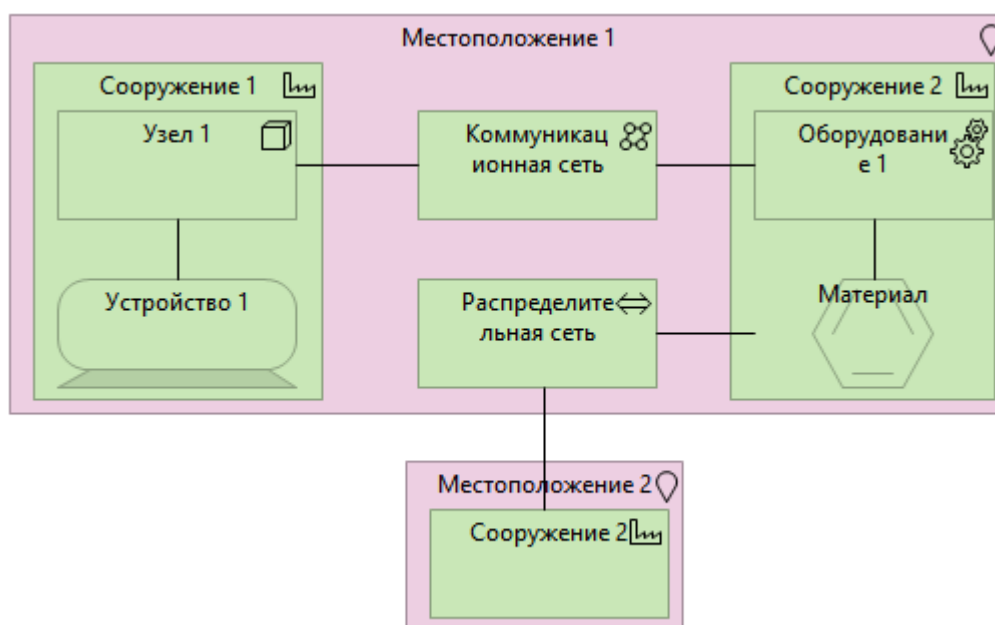 Местоположение 1
Сооружение 1
Сооружение 2
Узел 1
Коммуникац
ионная сеть
Оборудовани
е 1
Устройство 1
Распределите
льная сеть
Материал
Местоположение 2
Сооружение 2